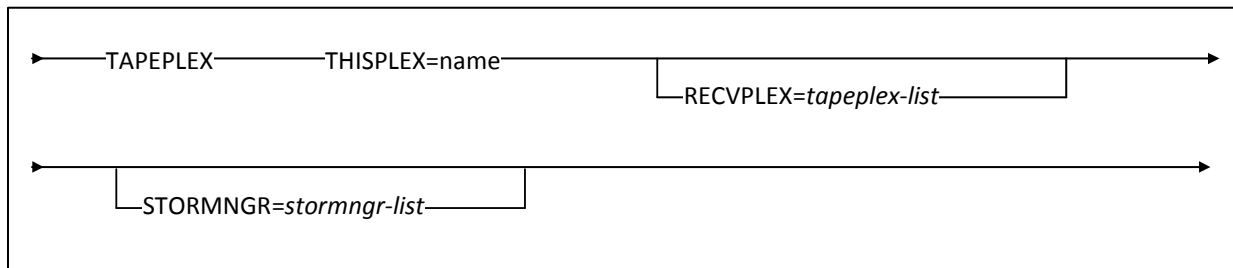 TAPEPLEX THISPLEX=name
RECVPLEX=tapeplex-list
STORMNGR=stormngr-list